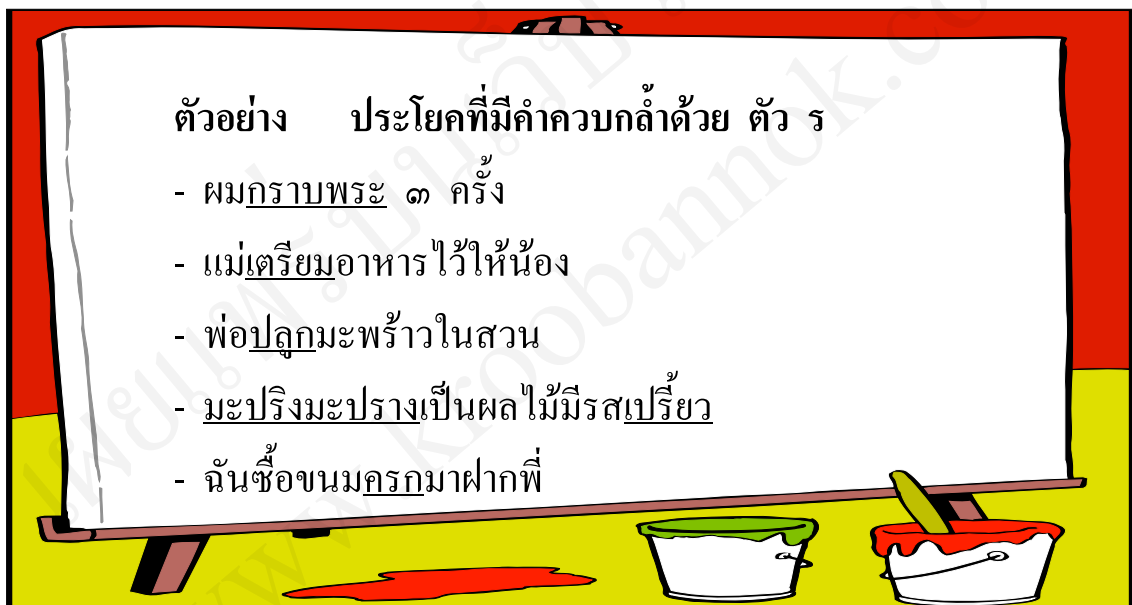 ตัวอย่าง ประโยคที่มีคำควบกล้ำด้วย ตัว ร
- ผมกราบพระ ๓ ครั้ง
- แม่เตรียมอาหารไว้ให้น้อง
- พ่อปลูกมะพร้าวในสวน
- มะปริงมะปรางเป็นผลไม้มีรสเปรี้ยว
- ฉันซื้อขนมครกมาฝากพี่